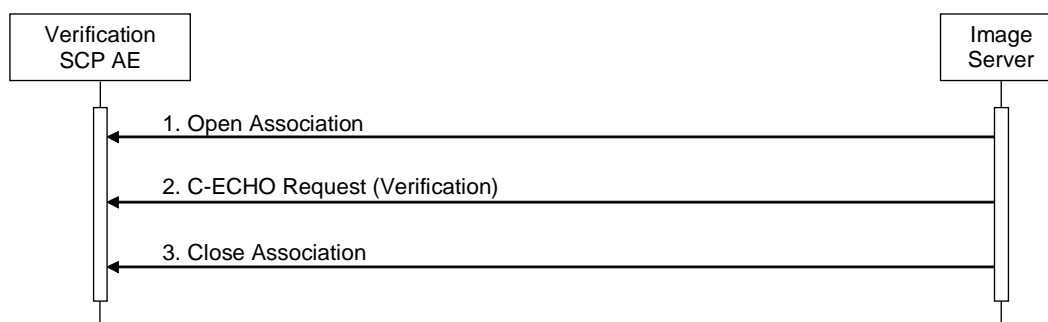 Verification
SCP AE
Image
Server
1. Open Association
2. C-ECHO Request (Verification)
3. Close Association